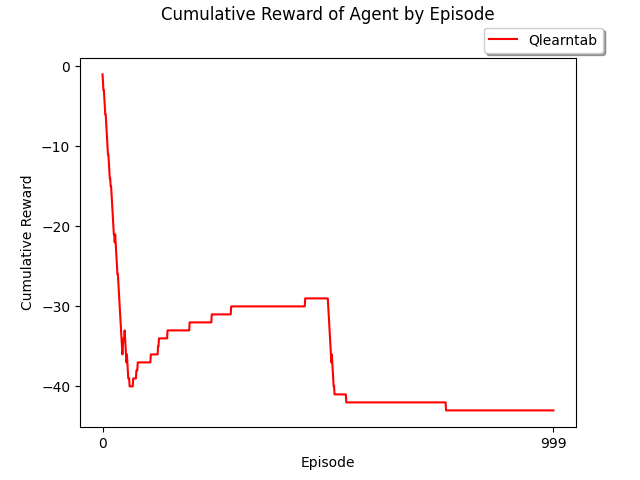 Cumulative Reward of Agent by Episode
Qlearntab
0
−10
−20
−30
−40
Cumulative Reward
0
999
Episode